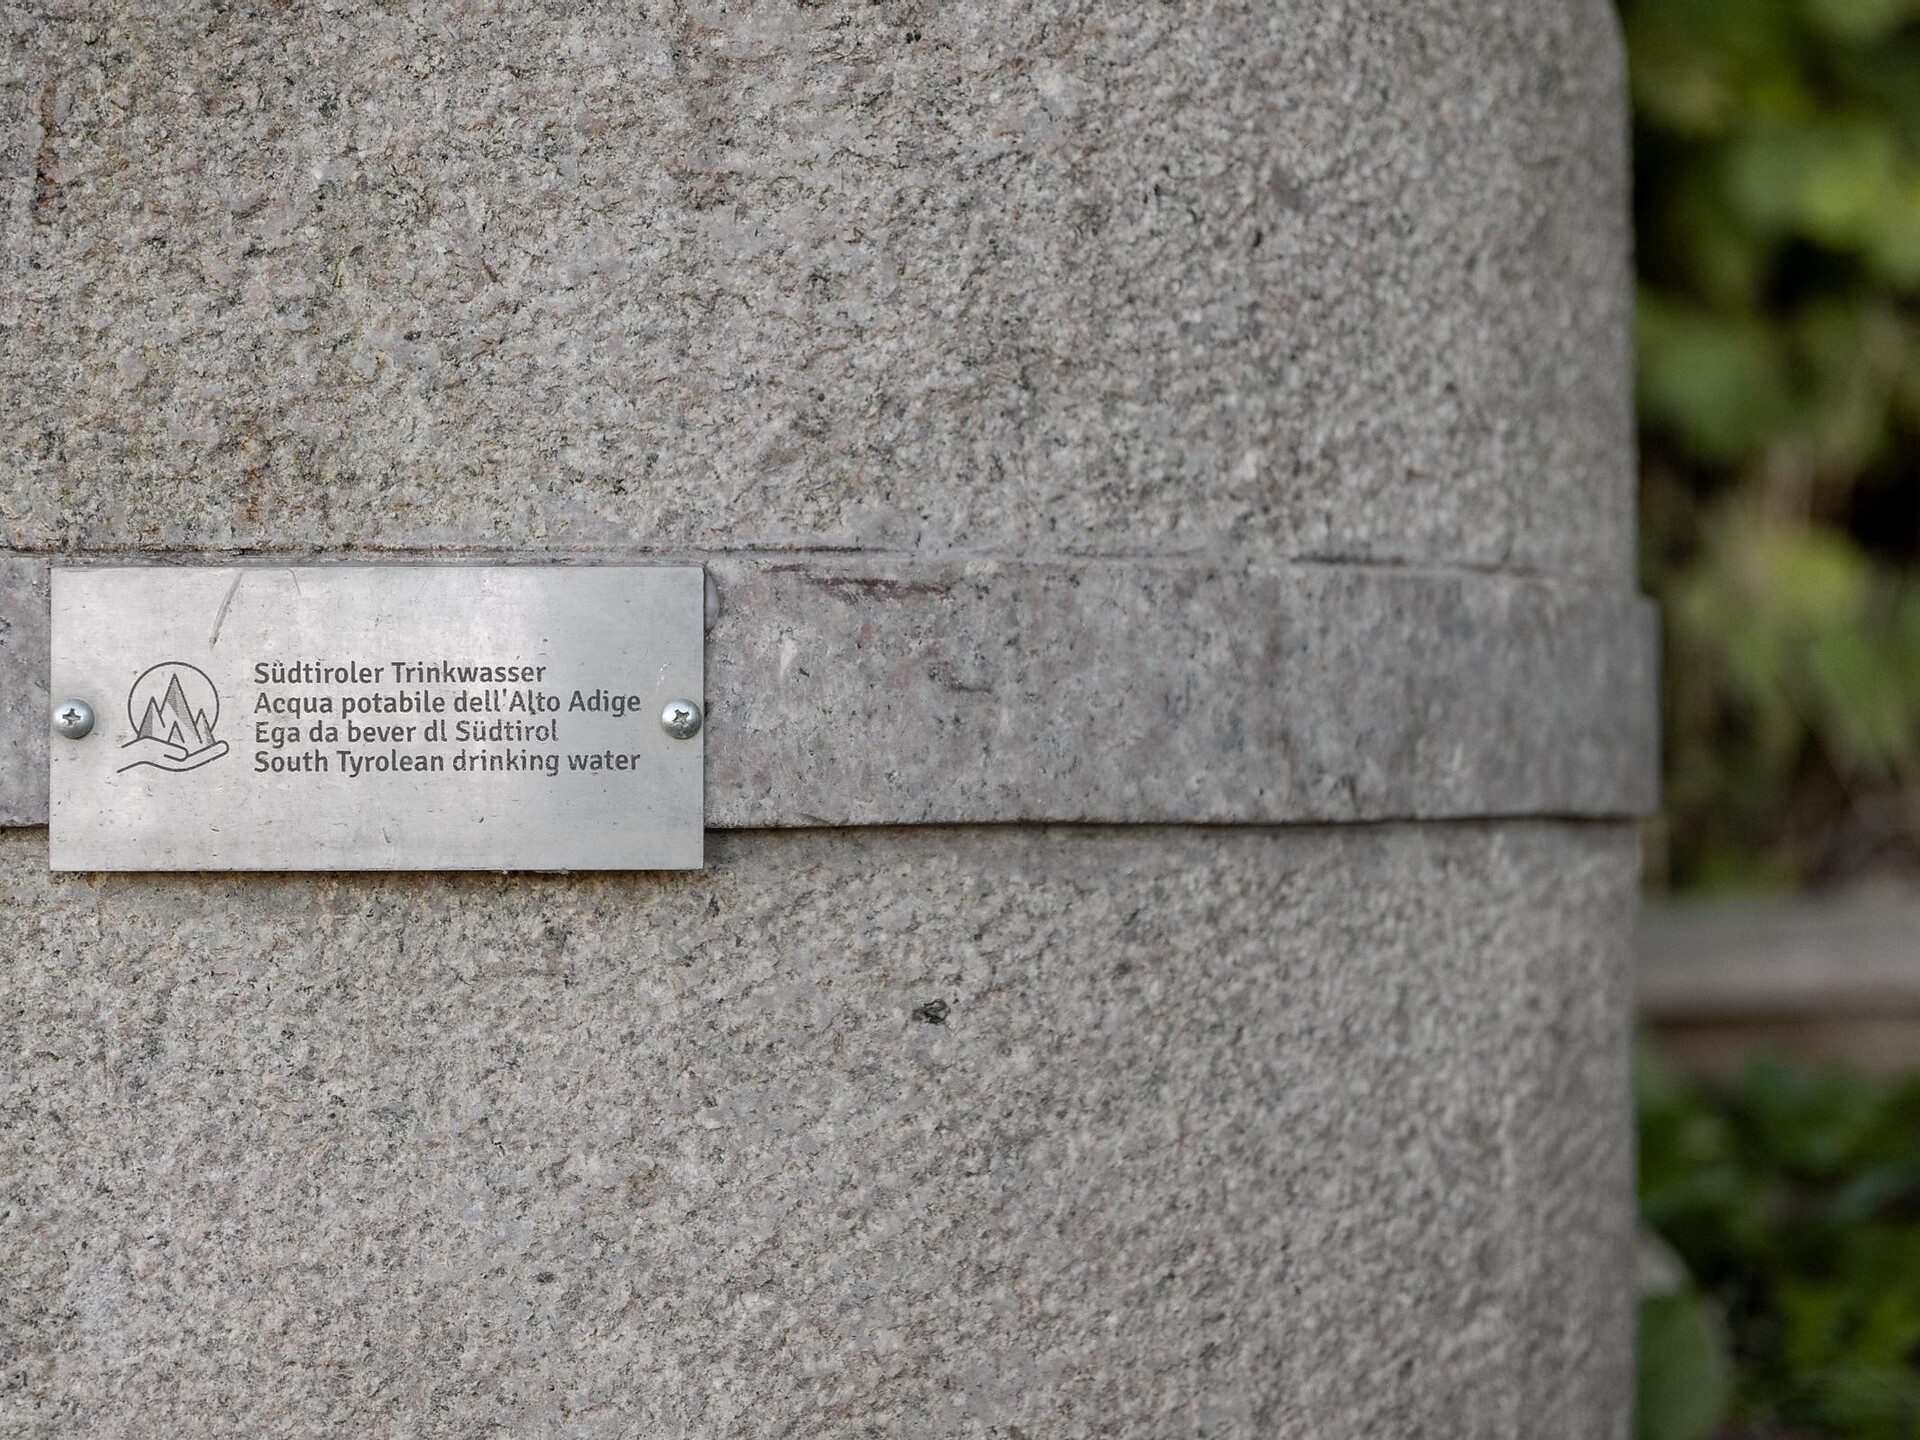 Südtiroler Trinkwasser
Acqua potabile dell'Alto Adige
Ega da bever dl Südtirol
South Tyrolean drinking water